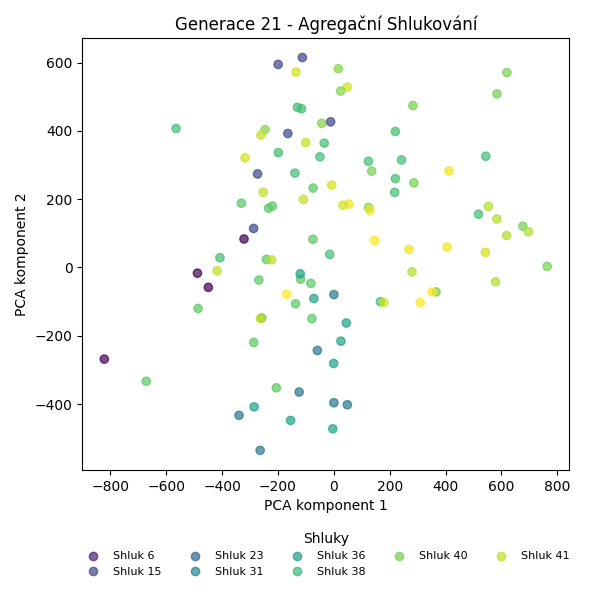 Generace 21 - Agregační Shlukování
PCA komponent 2
600
400
200
0
−200
−400
−800 −600 −400 −200 0 200 400 600 800
PCA komponent 1
Shluky
Shluk 6 Shluk 23 Shluk 36 Shluk 40 Shluk 41
Shluk 15 Shluk 31 Shluk 38